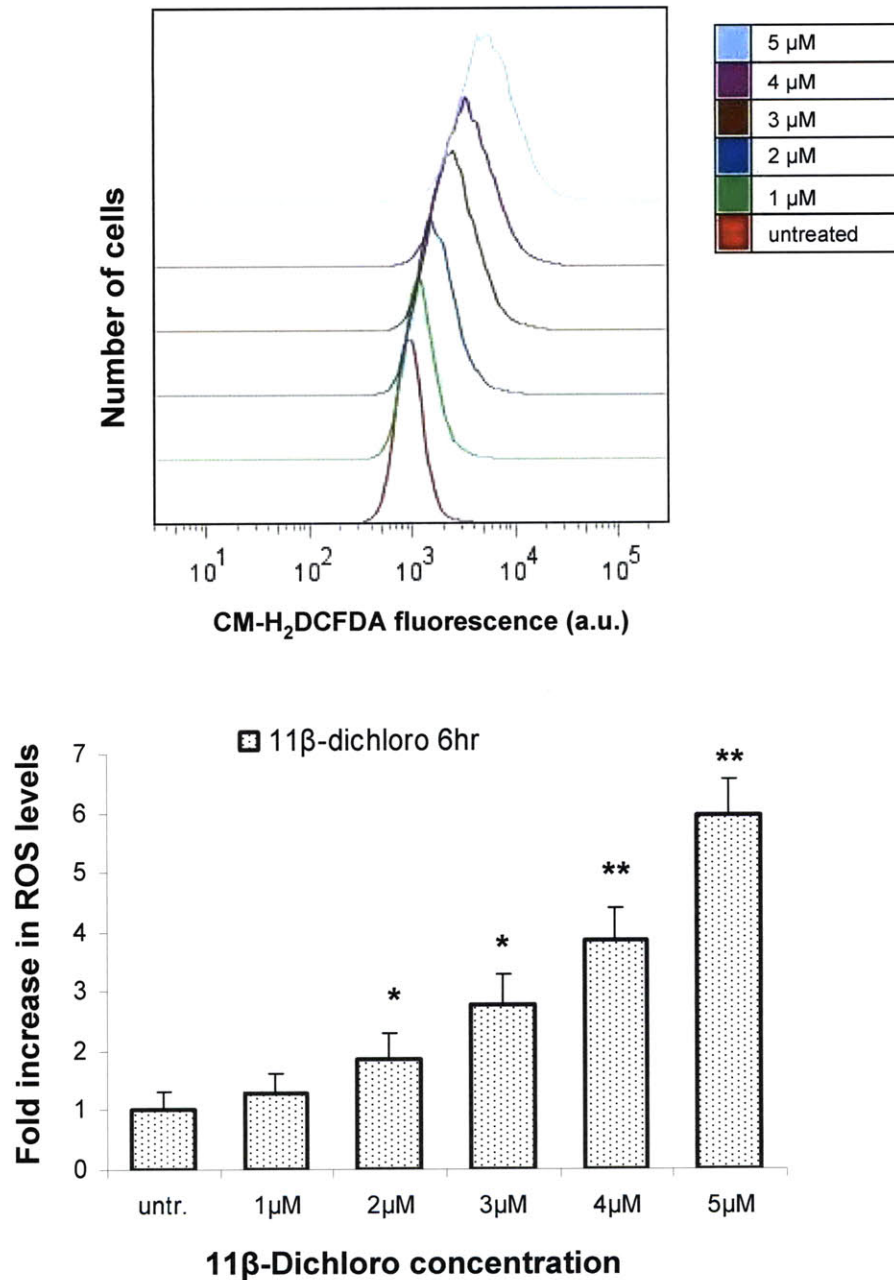 5 µM
4 µM
3 µM
2 µM
1 µM
untreated
Number of cells
10¹ 10² 10³ 10⁴ 10⁵
CM-H₂DCFDA fluorescence (a.u.)
11β-dichloro 6hr
Fold increase in ROS levels
7
6
5
4
3
2
1
0
**
**
*
*
untr. 1µM 2µM 3µM 4µM 5µM
11β-Dichloro concentration